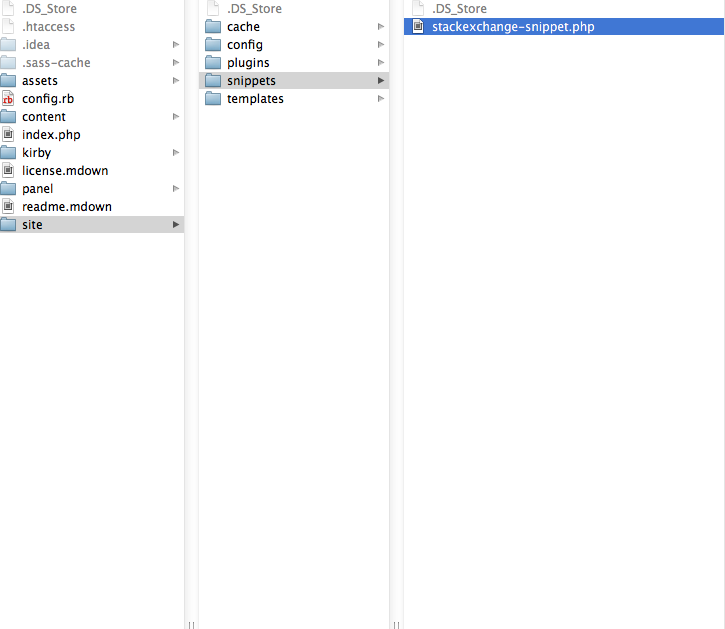 .DS_Store
.htaccess
.idea
.sass-cache
assets
config.rb
content
index.php
kirby
license.mdown
panel
readme.mdown
site
.DS_Store
cache
config
plugins
snippets
templates
.DS_Store
stackexchange-snippet.php